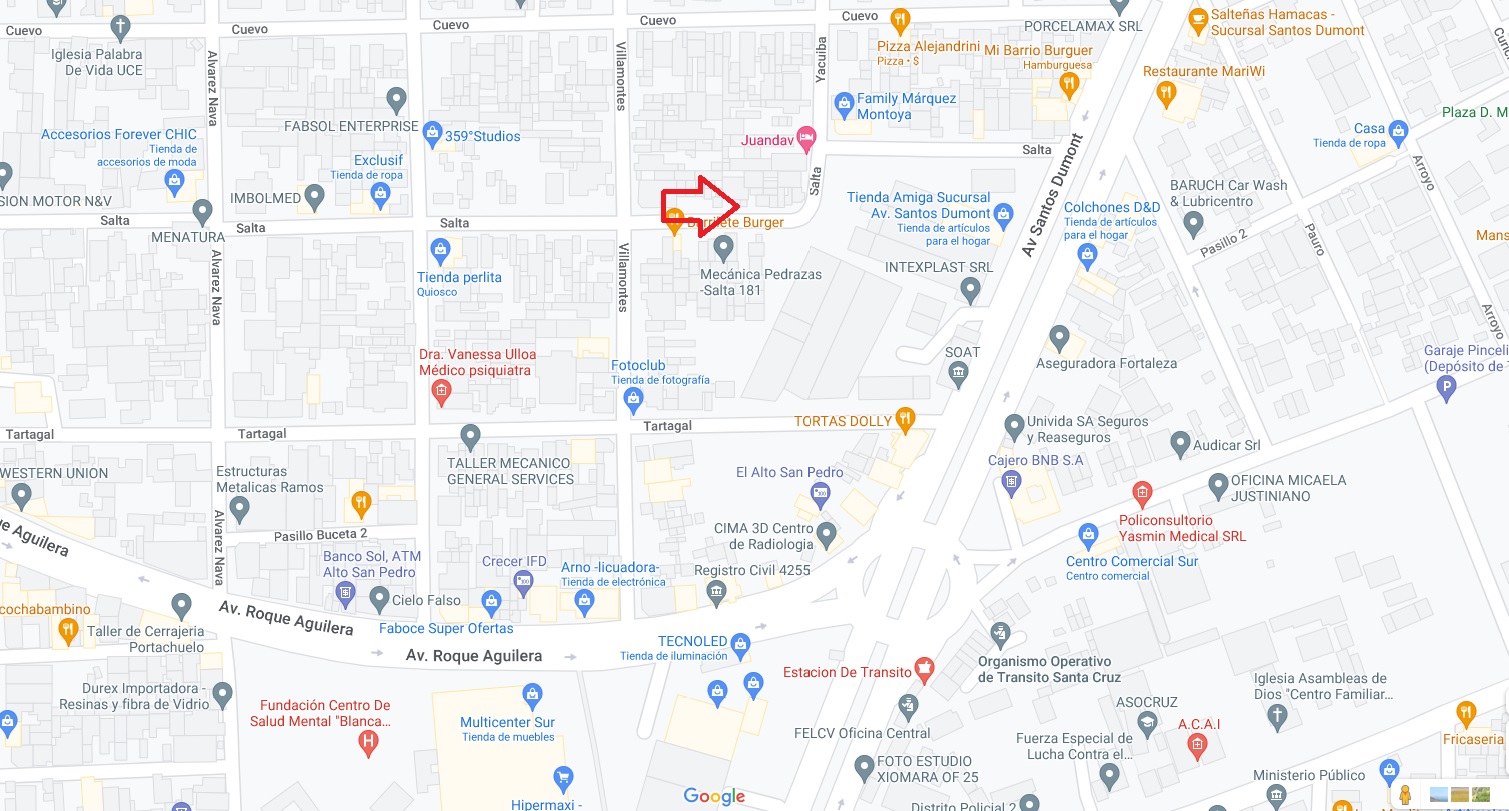 Cuevo
Cuevo
Cuevo
Cuevo
PORCELAMAX SRL
Salteñas Hamacas -
Sucursal Santos Dumont
Iglesia Palabra
De Vida UCE
Alvarez Nava
Villamontes
Yacuiba
Pizza Alejandrini
Pizza • $
Mi Barrio Burguer
Hamburguesa
Restaurante MariWi
FABSOL ENTERPRISE
Family Márquez
Montoya
Plaza D. M
Accesorios Forever CHIC
Tienda de
accesorios de moda
359°Studios
Juandav
Salta
Casa
Tienda de ropa
Exclusif
Tienda de ropa
Arroyo
SION MOTOR N&V
IMBOLMED
Salta
Av Santos Dumont
BARUCH Car Wash
& Lubricentro
Tienda Amiga Sucursal
Av. Santos Dumont
Tienda de artículos
para el hogar
Colchones D&D
Tienda de artículos
para el hogar
Salta
Salta
Salta
MENATURA
Burger
Pasillo 2
Pauro
Mans
Alvarez Nava
Villamontes
Tienda perlita
Quiosco
Mecánica Pedrazas
-Salta 181
INTEXPLAST SRL
Arroyo
Dra. Vanessa Ulloa
Médico psiquiatra
Fotoclub
Tienda de fotografía
SOAT
Aseguradora Fortaleza
Garaje Pinceli
(Depósito de
Tartagal
Tartagal
Tartagal
TORTAS DOLLY
Univida SA Seguros
y Reaseguros
Audicar Srl
WESTERN UNION
Estructuras
Metalicas Ramos
TALLER MECANICO
GENERAL SERVICES
El Alto San Pedro
Cajero BNB S.A
OFICINA MICAELA
JUSTINIANO
ue Aguilera
Alvarez Nava
Pasillo Buceta 2
CIMA 3D Centro
de Radiologia
Policonsultorio
Yasmin Medical SRL
Banco Sol, ATM
Alto San Pedro
Crecer IFD
Arno -licuadora-
Tienda de electrónica
Registro Civil 4255
Centro Comercial Sur
Centro comercial
cochabambino
Av. Roque Aguilera
Cielo Falso
Faboce Super Ofertas
Taller de Cerrajería
Portachuelo
Av. Roque Aguilera
TECNOLED
Tienda de iluminación
Estacion De Transito
Organismo Operativo
de Transito Santa Cruz
Durex Importadora -
Resinas y fibra de Vidrio
Fundación Centro De
Salud Mental "Blanca...
Multicenter Sur
Tienda de muebles
FELCV Oficina Central
ASOCRUZ
A.C.A.I
Iglesia Asambleas de
Dios "Centro Familiar...
Fuerza Especial de
Lucha Contra el...
Fricaseria
FOTO ESTUDIO
XIOMARA OF 25
Ministerio Público
Hipermaxi -
Google
Distrito Policial 2